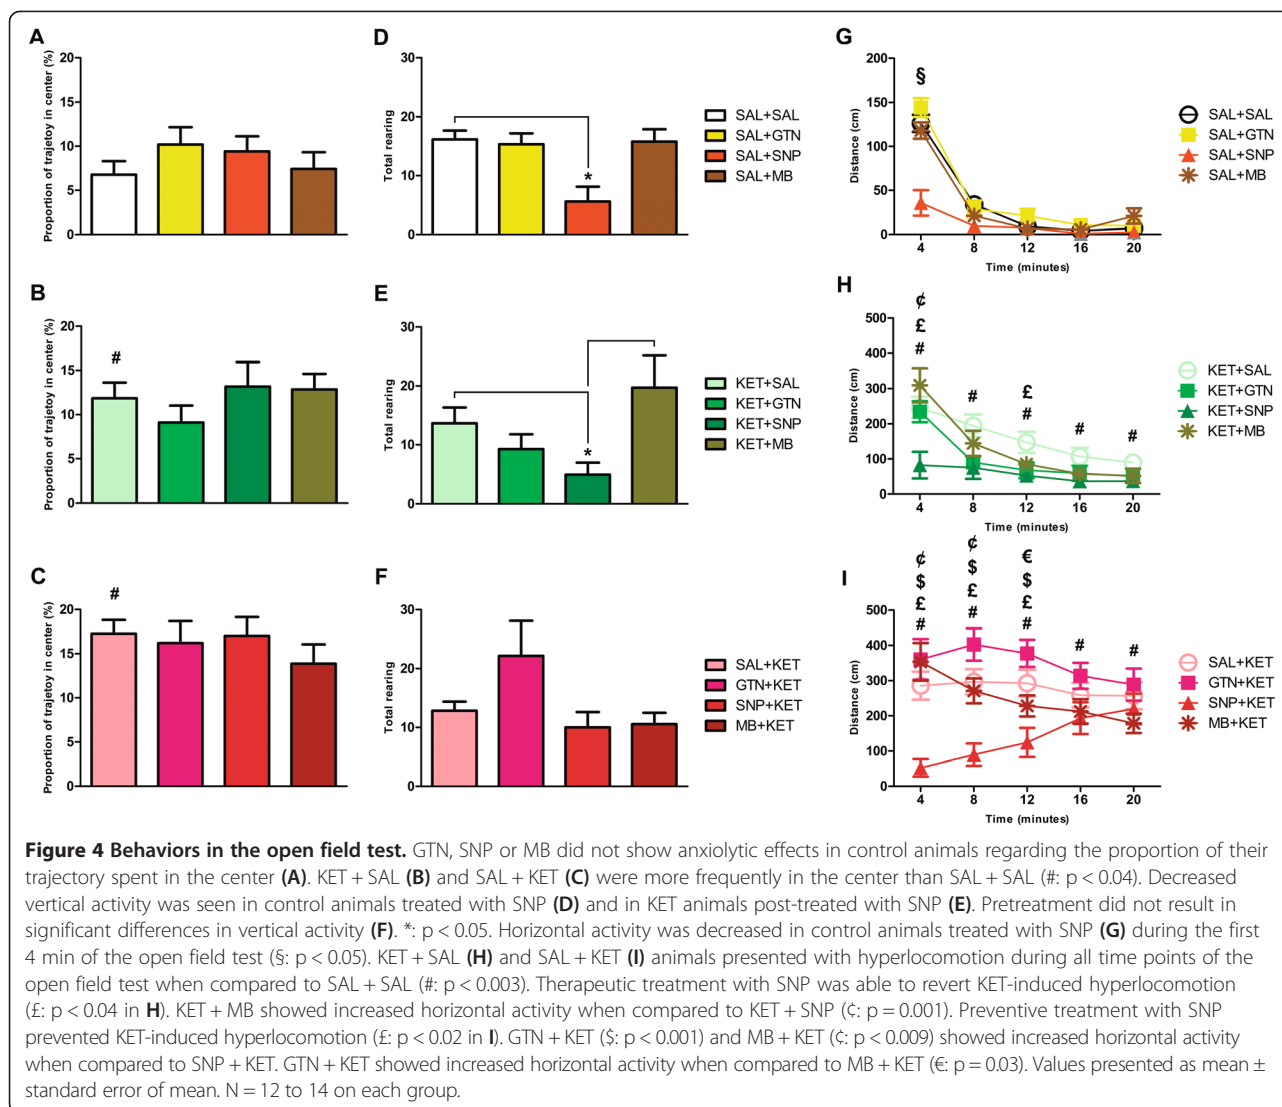 A
Proportion of trajetoy in center (%)
20
15
10
5
0
D
Total rearing
30
20
10
0
*
SAL+SAL
SAL+GTN
SAL+SNP
SAL+MB
G
Distance (cm)
200
150
100
50
0
§
4 8 12 16 20
Time (minutes)
SAL+SAL
SAL+GTN
SAL+SNP
SAL+MB
B
Proportion of trajetoy in center (%)
20
15
10
5
0
#
E
Total rearing
30
20
10
0
*
KET+SAL
KET+GTN
KET+SNP
KET+MB
H
Distance (cm)
500
400
300
200
100
0
¢
£ £
# # # # #
4 8 12 16 20
Time (minutes)
KET+SAL
KET+GTN
KET+SNP
KET+MB
C
Proportion of trajetoy in center (%)
20
15
10
5
0
#
F
Total rearing
30
20
10
0
SAL+KET
GTN+KET
SNP+KET
MB+KET
I
Distance (cm)
500
400
300
200
100
0
¢ ¢ €
$ $ $
£ £ £
# # # # #
4 8 12 16 20
Time (minutes)
SAL+KET
GTN+KET
SNP+KET
MB+KET
Figure 4 Behaviors in the open field test. GTN, SNP or MB did not show anxiolytic effects in control animals regarding the proportion of their
trajectory spent in the center (A). KET + SAL (B) and SAL + KET (C) were more frequently in the center than SAL + SAL (#: p < 0.04). Decreased
vertical activity was seen in control animals treated with SNP (D) and in KET animals post-treated with SNP (E). Pretreatment did not result in
significant differences in vertical activity (F). *: p < 0.05. Horizontal activity was decreased in control animals treated with SNP (G) during the first
4 min of the open field test (§: p < 0.05). KET + SAL (H) and SAL + KET (I) animals presented with hyperlocomotion during all time points of the
open field test when compared to SAL + SAL (#: p < 0.003). Therapeutic treatment with SNP was able to revert KET-induced hyperlocomotion
(£: p < 0.04 in H). KET + MB showed increased horizontal activity when compared to KET + SNP (¢: p = 0.001). Preventive treatment with SNP
prevented KET-induced hyperlocomotion (£: p < 0.02 in I). GTN + KET ($: p < 0.001) and MB + KET (¢: p < 0.009) showed increased horizontal activity
when compared to SNP + KET. GTN + KET showed increased horizontal activity when compared to MB + KET (€: p = 0.03). Values presented as mean ±
standard error of mean. N = 12 to 14 on each group.